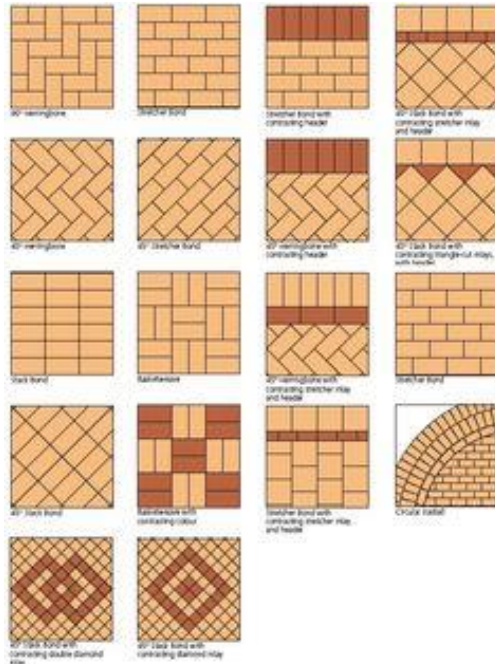 90° Herringbone
Stretcher Bond
Stretcher Bond with
contrasting header
45° Stack Bond with
contrasting stretcher inlay
and header
45° Herringbone
45° Stretcher Bond
45° Herringbone with
contrasting header
45° Stack Bond with
contrasting triangle-cut inlays,
with header
Stack Bond
Basketweave
45° Herringbone with
contrasting stretcher inlay
and header
Stretcher Bond
45° Stack Bond
Basketweave with
contrasting colour
Stretcher Bond with
contrasting stretcher inlay
and header
Circular
45° Stack Bond with
contrasting double diamond
inlay
45° Stack Bond with
contrasting diamond inlay